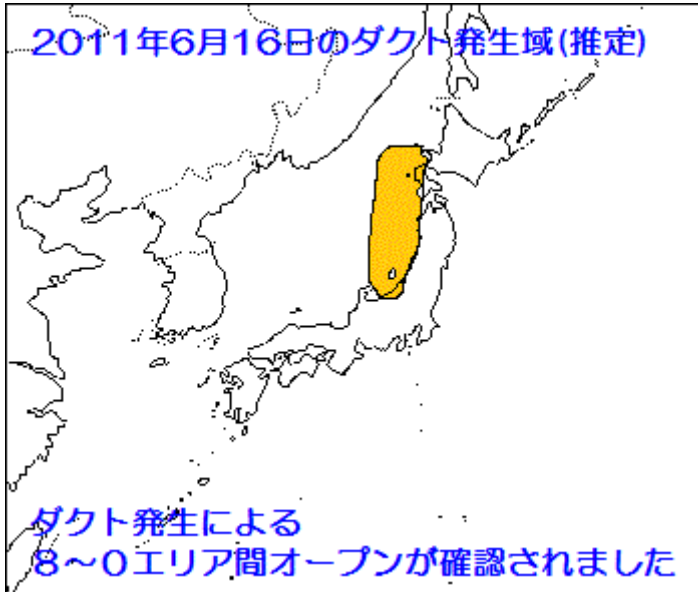 2011年6月16日のダクト発生域(推定)
ダクト発生による
8～0エリア間オープンが確認されました